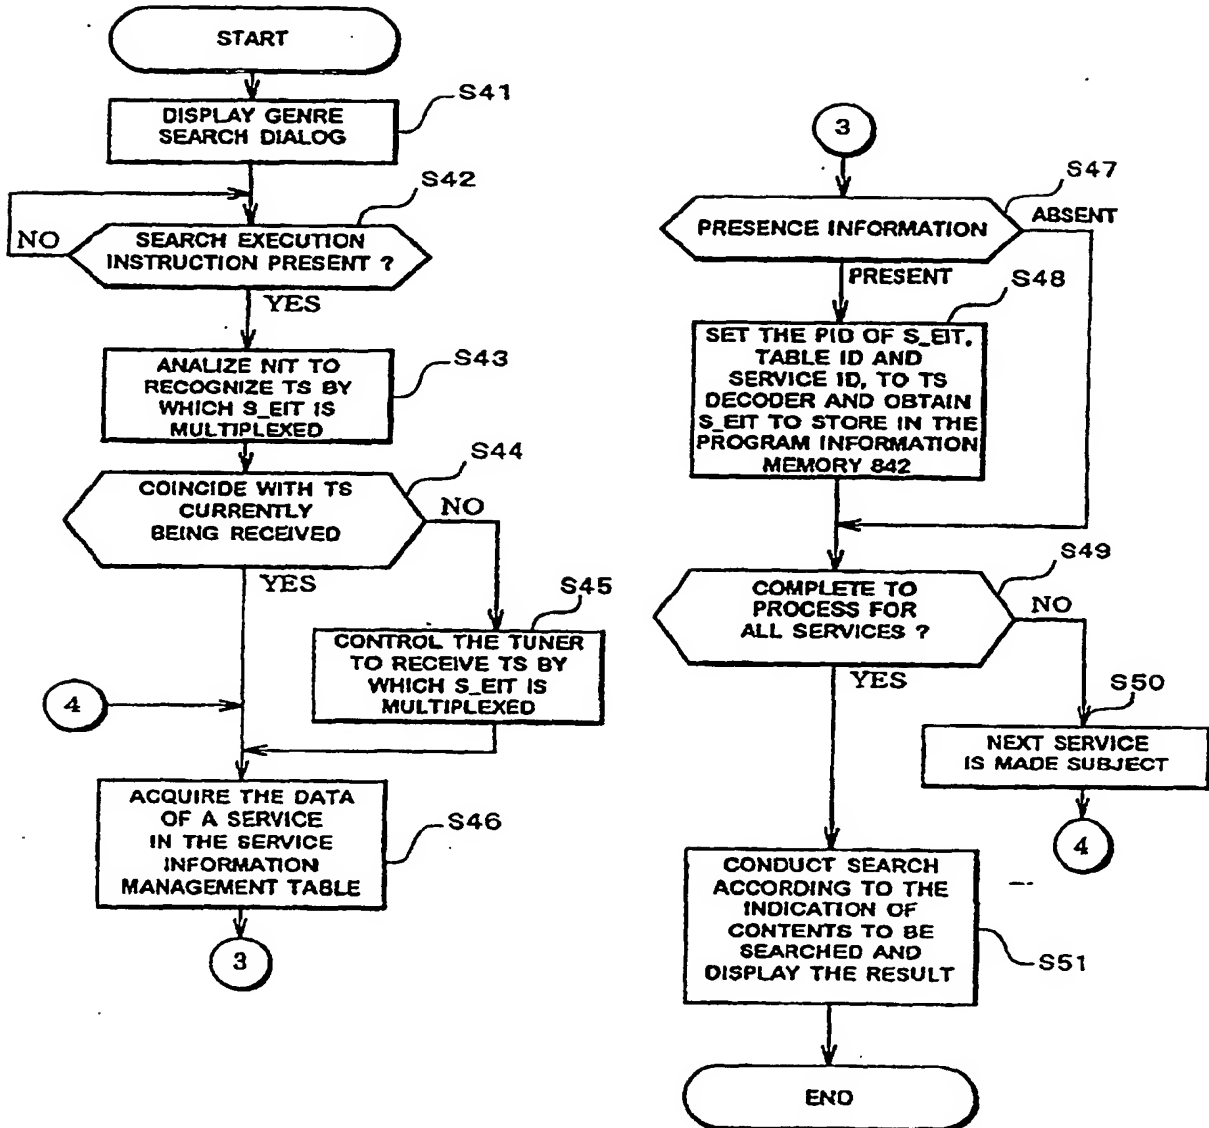 START
DISPLAY GENRE
SEARCH DIALOG
S41
S42
NO
SEARCH EXECUTION
INSTRUCTION PRESENT ?
YES
ANALIZE NIT TO
RECOGNIZE TS BY
WHICH S_EIT IS
MULTIPLEXED
S43
S44
COINCIDE WITH TS
CURRENTLY
BEING RECEIVED
NO
YES
S45
CONTROL THE TUNER
TO RECEIVE TS BY
WHICH S_EIT IS
MULTIPLEXED
4
ACQUIRE THE DATA
OF A SERVICE
IN THE SERVICE
INFORMATION
MANAGEMENT TABLE
S46
3
3
S47
PRESENCE INFORMATION
ABSENT
PRESENT
S48
SET THE PID OF S_EIT,
TABLE ID AND
SERVICE ID, TO TS
DECODER AND OBTAIN
S_EIT TO STORE IN THE
PROGRAM INFORMATION
MEMORY 842
S49
COMPLETE TO
PROCESS FOR
ALL SERVICES ?
NO
YES
S50
NEXT SERVICE
IS MADE SUBJECT
4
CONDUCT SEARCH
ACCORDING TO THE
INDICATION OF
CONTENTS TO BE
SEARCHED AND
DISPLAY THE RESULT
S51
END